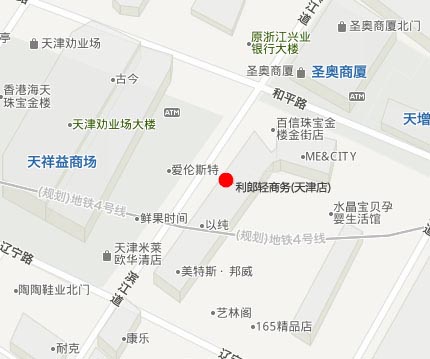 滨江道
原浙江兴业
银行大楼
圣奥商厦北门
亭
天津劝业场
圣奥商厦
圣奥商厦
古今
香港海天
珠宝金楼
和平路
ATM
ATM
天津劝业场大楼
百信珠宝金
楼金街店
天增
天祥益商场
ME&CITY
爱伦斯特
利郎轻商务(天津店)
(规划)地铁4号线
水晶宝贝孕
婴生活馆
鲜果时间
以纯
(规划)地铁4号线
辽宁路
天津米莱
欧华清店
滨江道
美特斯·邦威
陶陶鞋业北门
艺林阁
165精品店
康乐
耐克
辽宁路